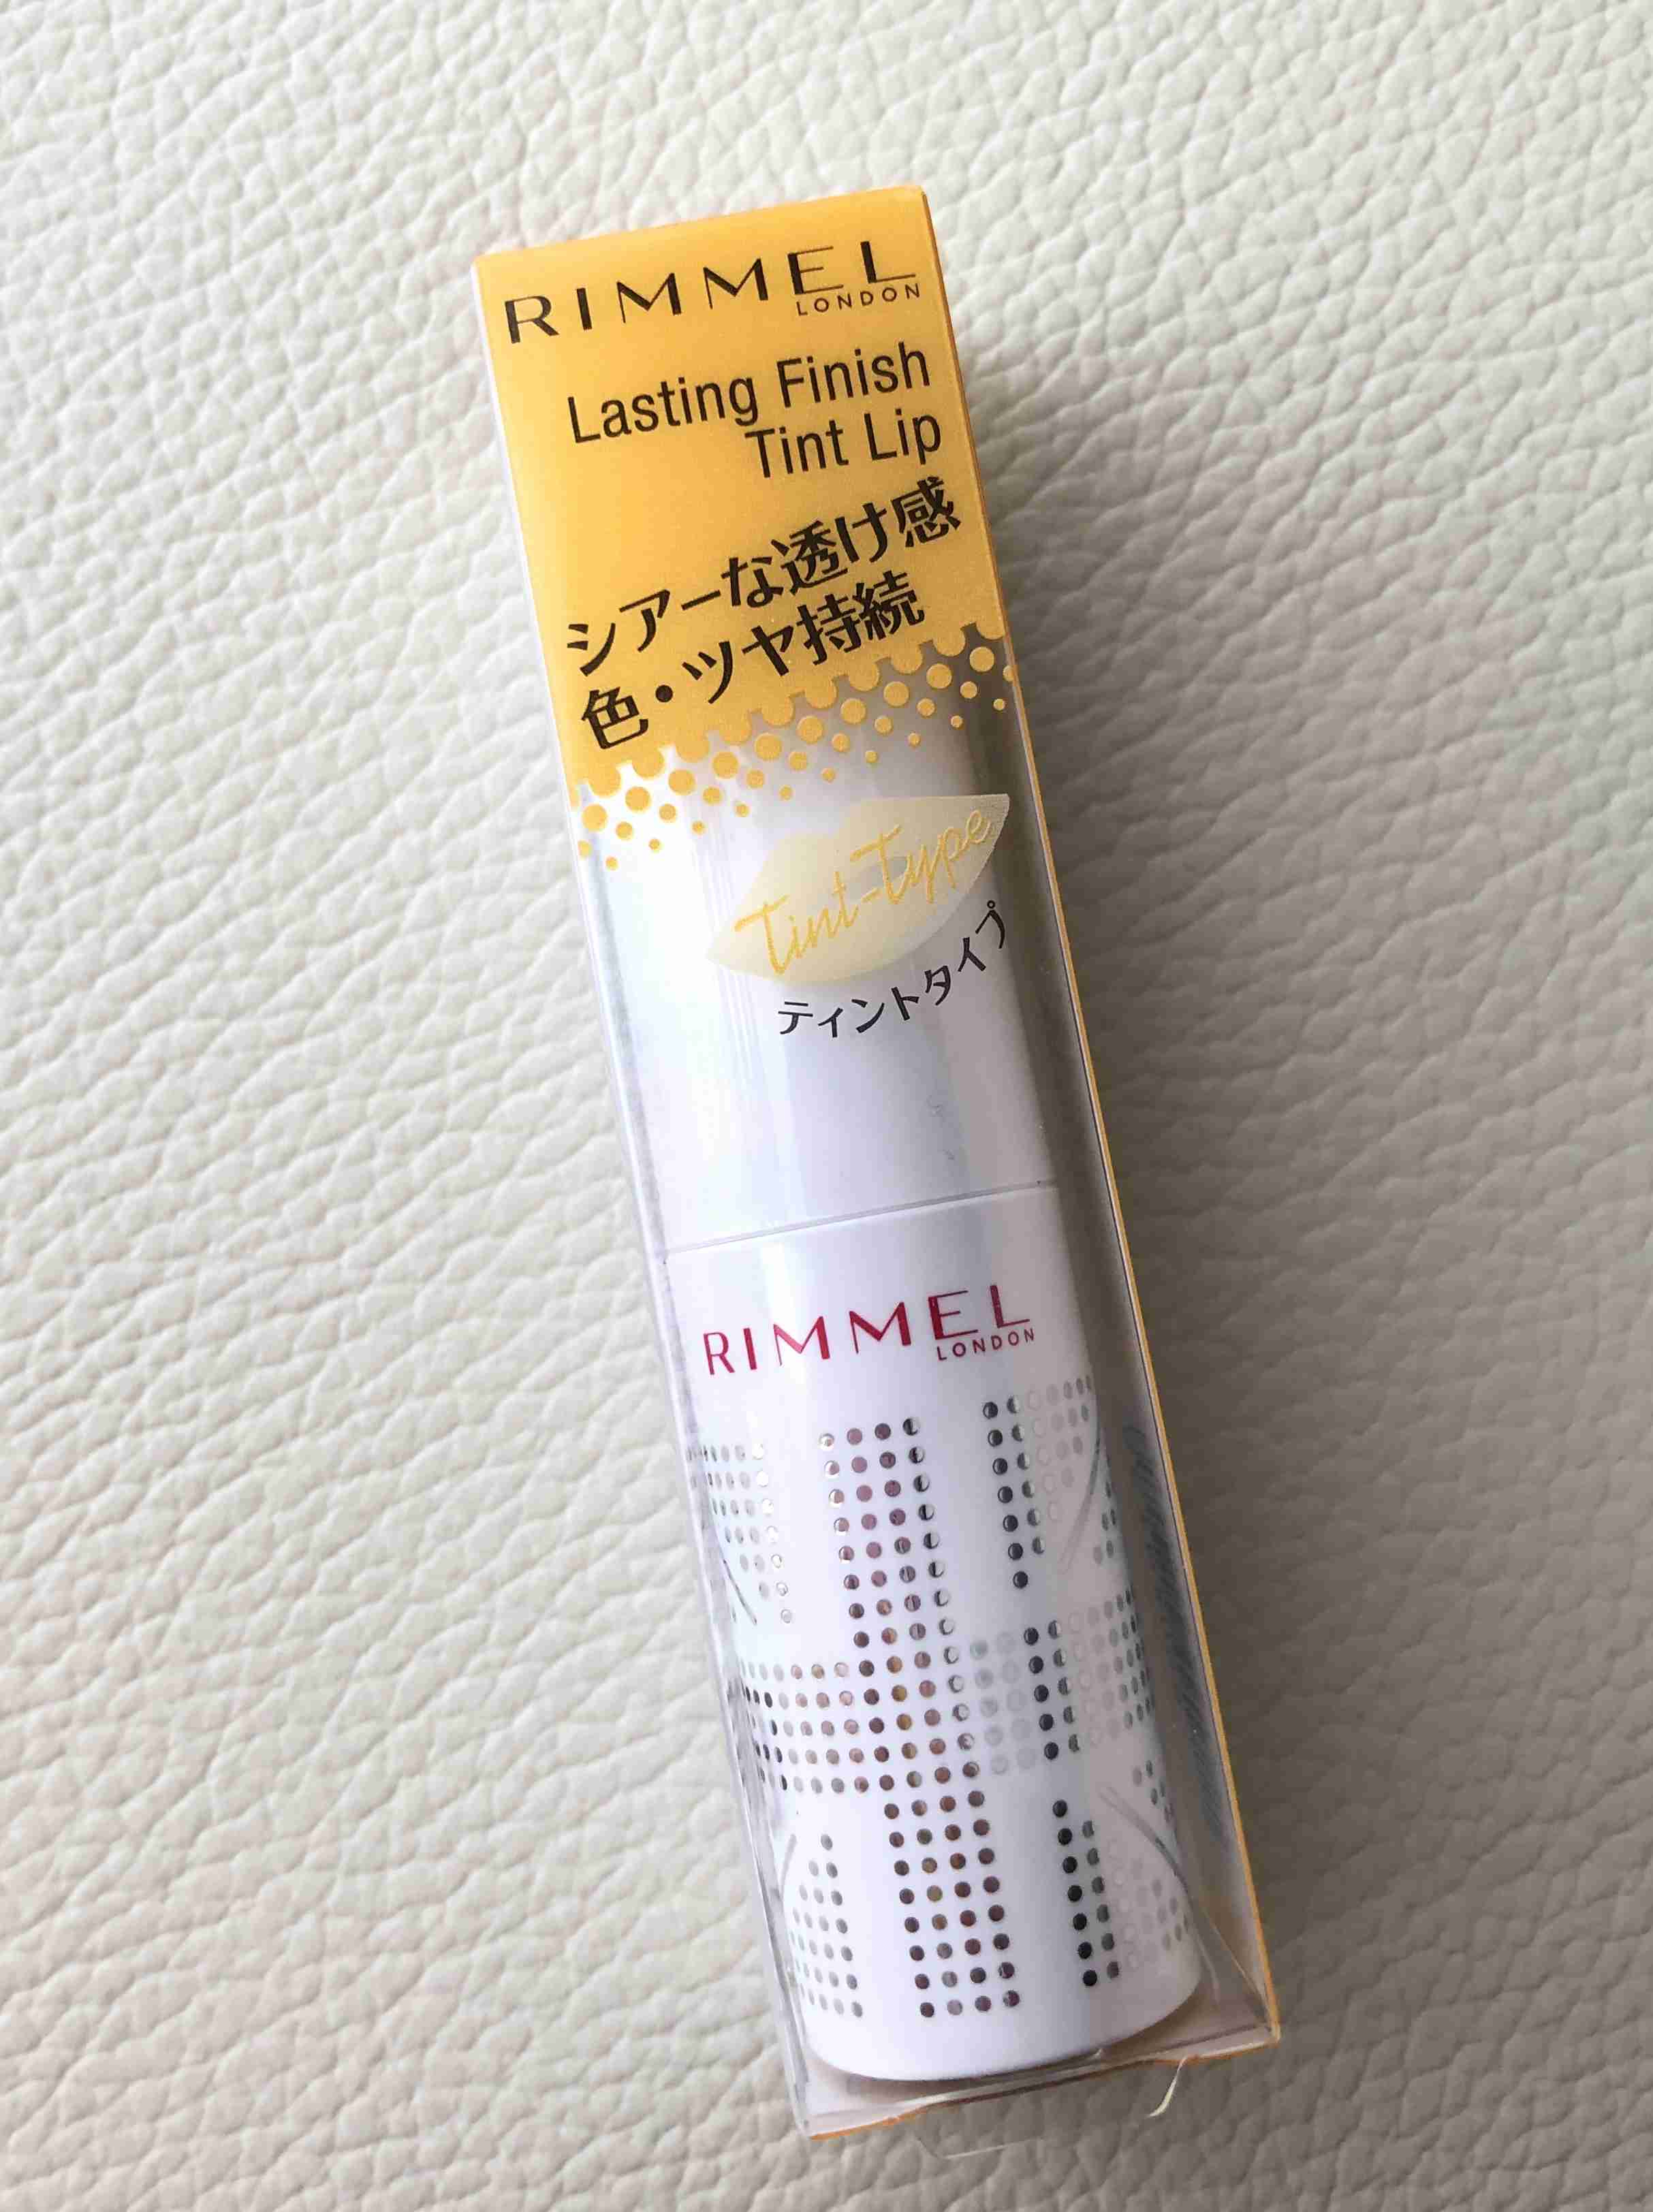 RIMMEL
LONDON
Lasting Finish
Tint Lip
シアーな透け感
色・ツヤ持続
Tint-Type
ティントタイプ
RIMMEL
LONDON